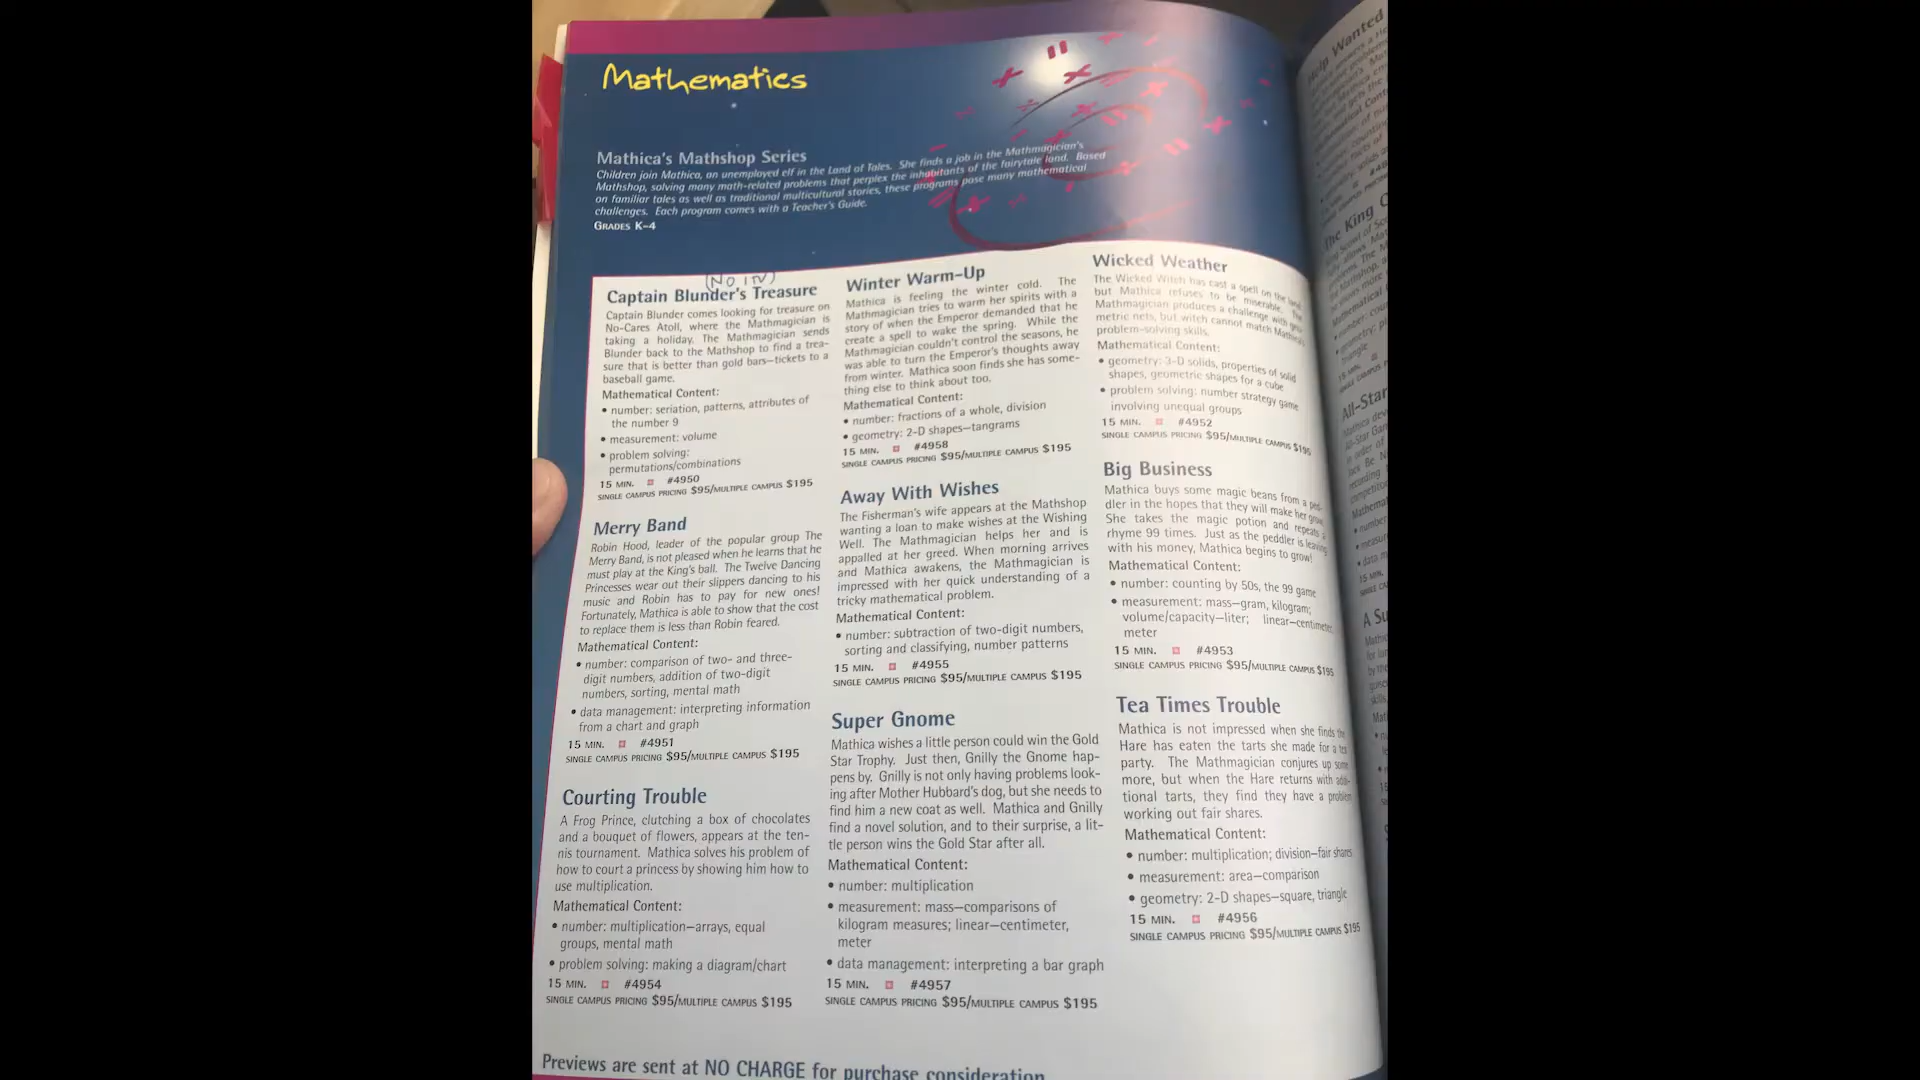 Mathematics
Mathica's Mathshop Series
Children join Mathica, an unemployed elf in the Land of Tales. She finds a job in the Mathmagician's
Mathshop, solving many math-related problems that perplex the inhabitants of the fairytale land. Based
on familiar tales as well as traditional multicultural stories, these programs pose many mathematical
challenges. Each program comes with a Teacher's Guide.
GRADES K-4
(NO ITV)
Captain Blunder's Treasure
Captain Blunder comes looking for treasure on
No-Cares Atoll, where the Mathmagician is
taking a holiday. The Mathmagician sends
Blunder back to the Mathshop to find a trea-
sure that is better than gold bars—tickets to a
baseball game.
Mathematical Content:
• number: seriation, patterns, attributes of
the number 9
• measurement: volume
• problem solving:
permutations/combinations
15 MIN. #4950
SINGLE CAMPUS PRICING $95/MULTIPLE CAMPUS $195
Merry Band
Robin Hood, leader of the popular group The
Merry Band, is not pleased when he learns that he
must play at the King's ball. The Twelve Dancing
Princesses wear out their slippers dancing to his
music and Robin has to pay for new ones!
Fortunately, Mathica is able to show that the cost
to replace them is less than Robin feared.
Mathematical Content:
• number: comparison of two- and three-
digit numbers, addition of two-digit
numbers, sorting, mental math
• data management: interpreting information
from a chart and graph
15 MIN. #4951
SINGLE CAMPUS PRICING $95/MULTIPLE CAMPUS $195
Courting Trouble
A Frog Prince, clutching a box of chocolates
and a bouquet of flowers, appears at the ten-
nis tournament. Mathica solves his problem of
how to court a princess by showing him how to
use multiplication.
Mathematical Content:
• number: multiplication—arrays, equal
groups, mental math
• problem solving: making a diagram/chart
15 MIN. #4954
SINGLE CAMPUS PRICING $95/MULTIPLE CAMPUS $195
Winter Warm-Up
Mathica is feeling the winter cold. The
Mathmagician tries to warm her spirits with a
story of when the Emperor demanded that he
create a spell to wake the spring. While the
Mathmagician couldn't control the seasons, he
was able to turn the Emperor's thoughts away
from winter. Mathica soon finds she has some-
thing else to think about too.
Mathematical Content:
• number: fractions of a whole, division
• geometry: 2-D shapes—tangrams
15 MIN. #4958
SINGLE CAMPUS PRICING $95/MULTIPLE CAMPUS $195
Away With Wishes
The Fisherman's wife appears at the Mathshop
wanting a loan to make wishes at the Wishing
Well. The Mathmagician helps her and is
appalled at her greed. When morning arrives
and Mathica awakens, the Mathmagician is
impressed with her quick understanding of a
tricky mathematical problem.
Mathematical Content:
• number: subtraction of two-digit numbers,
sorting and classifying, number patterns
15 MIN. #4955
SINGLE CAMPUS PRICING $95/MULTIPLE CAMPUS $195
Super Gnome
Mathica wishes a little person could win the Gold
Star Trophy. Just then, Gnilly the Gnome hap-
pens by. Gnilly is not only having problems look-
ing after Mother Hubbard's dog, but she needs to
find him a new coat as well. Mathica and Gnilly
find a novel solution, and to their surprise, a lit-
tle person wins the Gold Star after all.
Mathematical Content:
• number: multiplication
• measurement: mass—comparisons of
kilogram measures; linear—centimeter,
meter
• data management: interpreting a bar graph
15 MIN. #4957
SINGLE CAMPUS PRICING $95/MULTIPLE CAMPUS $195
Wicked Weather
The Wicked Witch has cast a spell on the land,
but Mathica refuses to be miserable. The
Mathmagician produces a challenge with geo-
metric nets, but witch cannot match Mathica's
problem-solving skills.
Mathematical Content:
• geometry: 3-D solids, properties of solid
shapes, geometric shapes for a cube
• problem solving: number strategy game
involving unequal groups
15 MIN. #4952
SINGLE CAMPUS PRICING $95/MULTIPLE CAMPUS $195
Big Business
Mathica buys some magic beans from a ped-
dler in the hopes that they will make her grow.
She takes the magic potion and repeats a
rhyme 99 times. Just as the peddler is leaving
with his money, Mathica begins to grow!
Mathematical Content:
• number: counting by 50s, the 99 game
• measurement: mass—gram, kilogram;
volume/capacity—liter; linear—centimeter,
meter
15 MIN. #4953
SINGLE CAMPUS PRICING $95/MULTIPLE CAMPUS $195
Tea Times Trouble
Mathica is not impressed when she finds the
Hare has eaten the tarts she made for a tea
party. The Mathmagician conjures up some
more, but when the Hare returns with addi-
tional tarts, they find they have a problem
working out fair shares.
Mathematical Content:
• number: multiplication; division—fair shares
• measurement: area—comparison
• geometry: 2-D shapes—square, triangle
15 MIN. #4956
SINGLE CAMPUS PRICING $95/MULTIPLE CAMPUS $195
Previews are sent at NO CHARGE for purchase consideration
Wanted
The King
All-Star